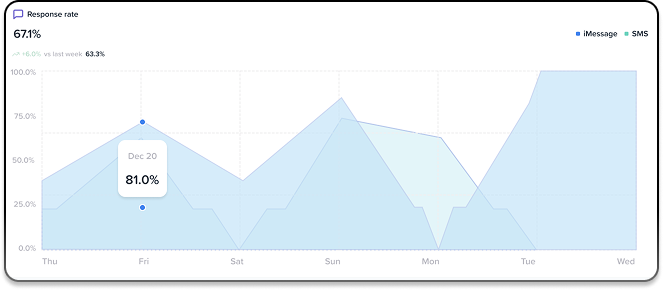 Response rate
67.1%
iMessage SMS
+6.0% vs last week 63.3%
100.0%
75.0%
50.0%
25.0%
0.0%
Dec 20
81.0%
Thu Fri Sat Sun Mon Tue Wed